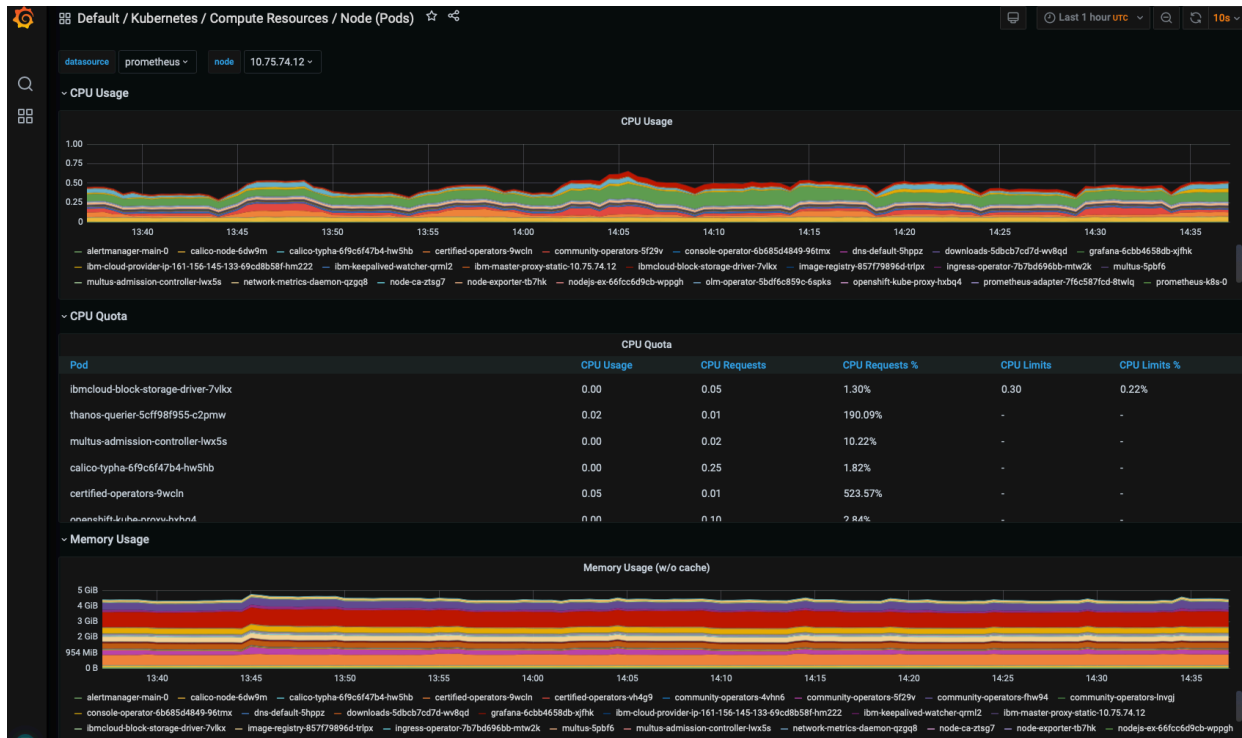 Default / Kubernetes / Compute Resources / Node (Pods)
Last 1 hour UTC
10s
datasource prometheus node 10.75.74.12
CPU Usage
CPU Usage
1.00
0.75
0.50
0.25
0
13:40 13:45 13:50 13:55 14:00 14:05 14:10 14:15 14:20 14:25 14:30 14:35
alertmanager-main-0 calico-node-6dw9m calico-typha-6f9c6f47b4-hw5hb certified-operators-9wcln community-operators-5f29v console-operator-6b685d4849-96tmx dns-default-5hppz downloads-5dbcb7cd7d-wv8qd grafana-6cbb4658db-xjfhk
ibm-cloud-provider-ip-161-156-145-133-69cd8b58f-hm222 ibm-keepalived-watcher-qrml2 ibm-master-proxy-static-10.75.74.12 ibmcloud-block-storage-driver-7vlkx image-registry-857f79896d-trlpx ingress-operator-7b7bd696bb-mtw2k multus-5pbf6
multus-admission-controller-lwx5s network-metrics-daemon-qzgq8 node-ca-ztsg7 node-exporter-tb7hk nodejs-ex-66fcc6d9cb-wppgh olm-operator-5bdf6c859c-6spks openshift-kube-proxy-hxbq4 prometheus-adapter-7f6c587fcd-8twlq prometheus-k8s-0
CPU Quota
CPU Quota
Pod CPU Usage CPU Requests CPU Requests % CPU Limits CPU Limits %
ibmcloud-block-storage-driver-7vlkx 0.00 0.05 1.30% 0.30 0.22%
thanos-querier-5cff98f955-c2pmw 0.02 0.01 190.09% - -
multus-admission-controller-lwx5s 0.00 0.02 10.22% - -
calico-typha-6f9c6f47b4-hw5hb 0.00 0.25 1.82% - -
certified-operators-9wcln 0.05 0.01 523.57% - -
openshift-kube-proxy-hxbq4 0.00 0.10 2.84%
Memory Usage
Memory Usage (w/o cache)
5 GiB
4 GiB
3 GiB
2 GiB
954 MiB
0 B
13:40 13:45 13:50 13:55 14:00 14:05 14:10 14:15 14:20 14:25 14:30 14:35
alertmanager-main-0 calico-node-6dw9m calico-typha-6f9c6f47b4-hw5hb certified-operators-9wcln certified-operators-vh4g9 community-operators-4vhn6 community-operators-5f29v community-operators-fhw94 community-operators-lnvgj
console-operator-6b685d4849-96tmx dns-default-5hppz downloads-5dbcb7cd7d-wv8qd grafana-6cbb4658db-xjfhk ibm-cloud-provider-ip-161-156-145-133-69cd8b58f-hm222 ibm-keepalived-watcher-qrml2 ibm-master-proxy-static-10.75.74.12
ibmcloud-block-storage-driver-7vlkx image-registry-857f79896d-trlpx ingress-operator-7b7bd696bb-mtw2k multus-5pbf6 multus-admission-controller-lwx5s network-metrics-daemon-qzgq8 node-ca-ztsg7 node-exporter-tb7hk nodejs-ex-66fcc6d9cb-wppgh